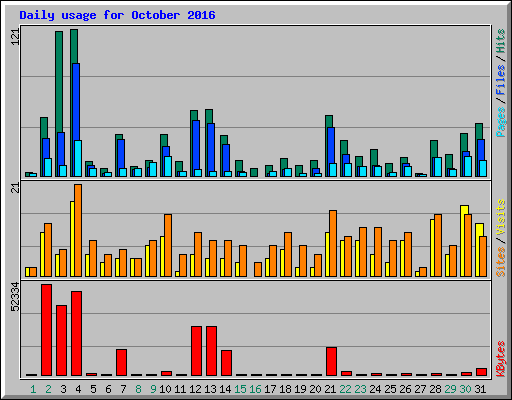 Daily usage for October 2016
121
Pages / Files / Hits
21
Sites / Visits
52334
KBytes
1 2 3 4 5 6 7 8 9 10 11 12 13 14 15 16 17 18 19 20 21 22 23 24 25 26 27 28 29 30 31